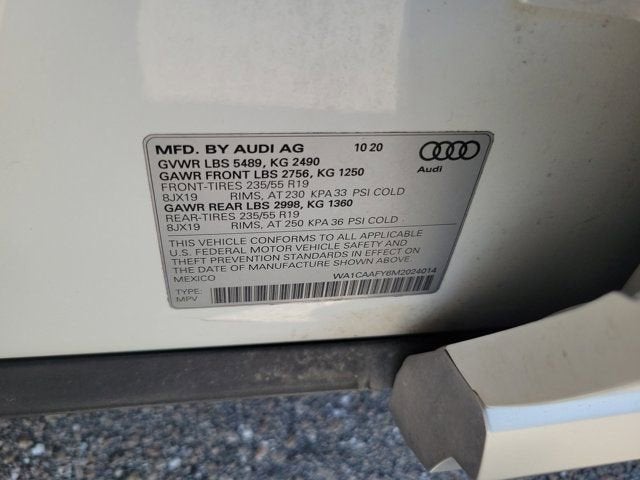 MFD. BY AUDI AG 10 20
GVWR LBS 5489, KG 2490
GAWR FRONT LBS 2756, KG 1250
FRONT-TIRES 235/55 R19
8JX19 RIMS, AT 230 KPA 33 PSI COLD
GAWR REAR LBS 2998, KG 1360
REAR-TIRES 235/55 R19
8JX19 RIMS, AT 250 KPA 36 PSI COLD
Audi
THIS VEHICLE CONFORMS TO ALL APPLICABLE
U.S. FEDERAL MOTOR VEHICLE SAFETY AND
THEFT PREVENTION STANDARDS IN EFFECT ON
THE DATE OF MANUFACTURE SHOWN ABOVE.
MEXICO
WA1CAAFY6M2024014
TYPE:
MPV